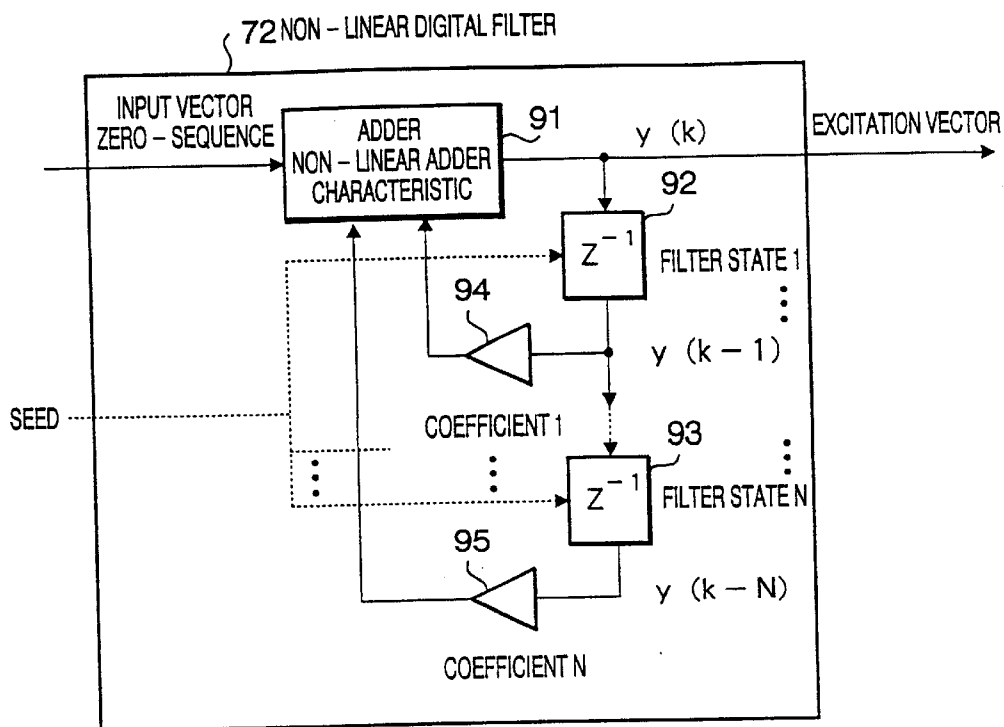 72 NON - LINEAR DIGITAL FILTER
INPUT VECTOR
ZERO - SEQUENCE
ADDER
NON - LINEAR ADDER
CHARACTERISTIC
91
y (k)
EXCITATION VECTOR
92
Z⁻¹
FILTER STATE 1
94
y (k - 1)
SEED
COEFFICIENT 1
93
Z⁻¹
FILTER STATE N
95
y (k - N)
COEFFICIENT N